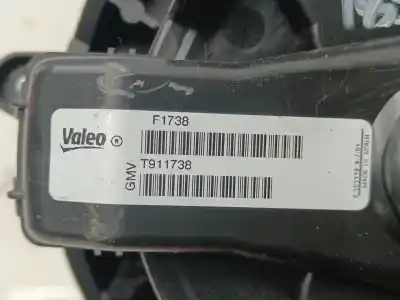 F1738
Valeo ®
T911738
GMV
MADE IN SPAIN